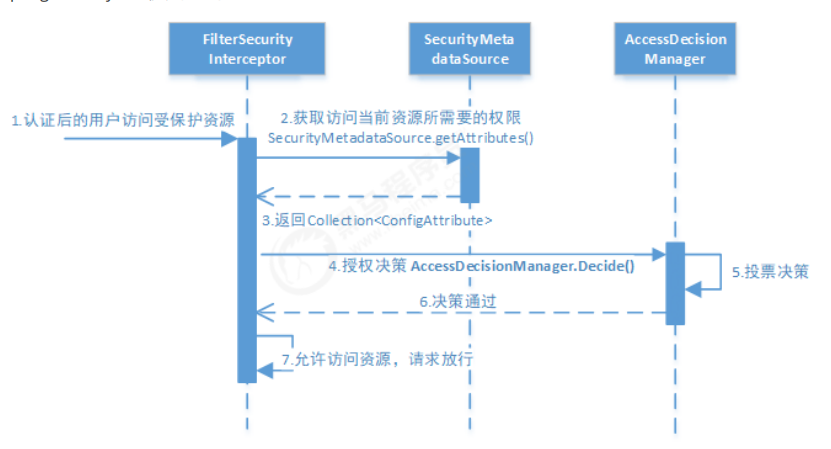 FilterSecurity
Interceptor
SecurityMeta
dataSource
AccessDecision
Manager
1.认证后的用户访问受保护资源
2.获取访问当前资源所需要的权限
SecurityMetadataSource.getAttributes()
3.返回Collection<ConfigAttribute>
4.授权决策 AccessDecisionManager.Decide()
5.投票决策
6.决策通过
7.允许访问资源，请求放行